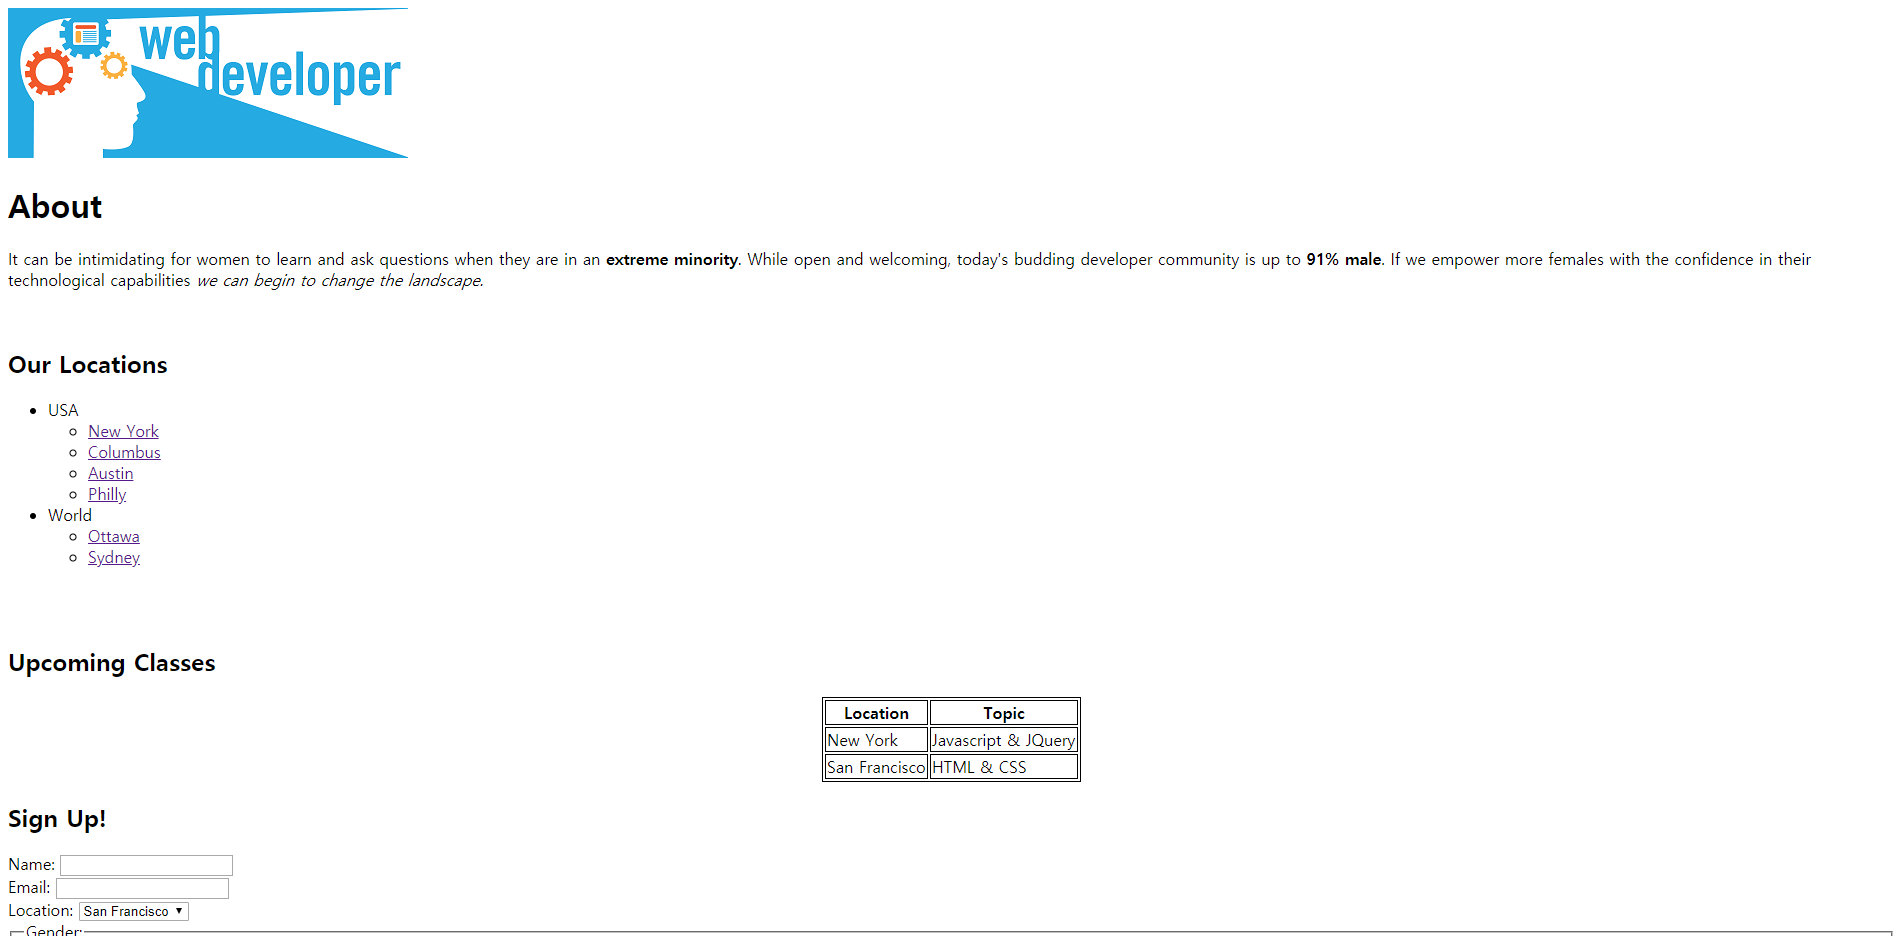 web
developer
About
It can be intimidating for women to learn and ask questions when they are in an extreme minority. While open and welcoming, today's budding developer community is up to 91% male. If we empower more females with the confidence in their
technological capabilities we can begin to change the landscape.
Our Locations
USA
New York
Columbus
Austin
Philly
World
Ottawa
Sydney
Upcoming Classes
Location Topic
New York Javascript & JQuery
San Francisco HTML & CSS
Sign Up!
Name:
Email:
Location: San Francisco
Gender: